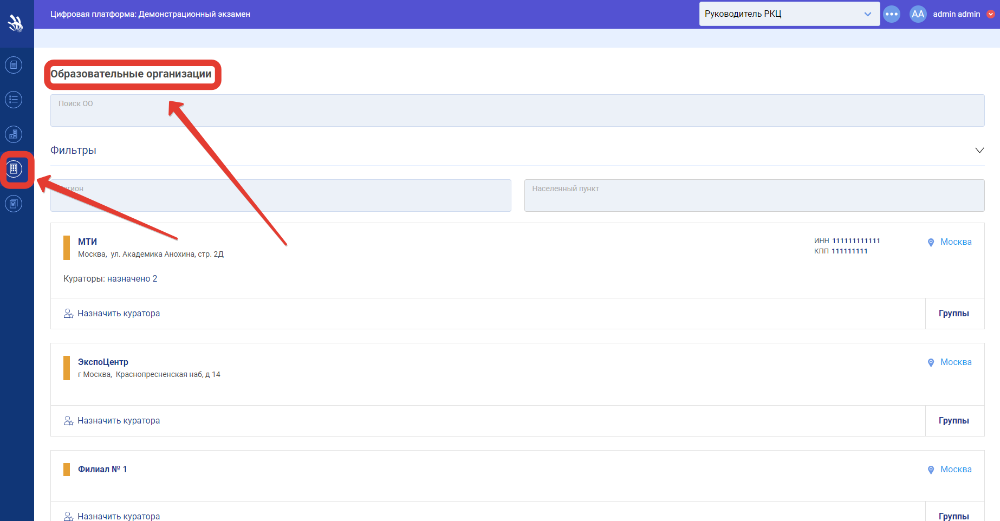 Цифровая платформа: Демонстрационный экзамен
Руководитель РКЦ
AA
admin admin
Образовательные организации
Поиск ОО
Фильтры
Населенный пункт
МТИ
Москва, ул. Академика Анохина, стр. 2Д
ИНН 111111111111
КПП 111111111
Москва
Кураторы: назначено 2
Назначить куратора
Группы
ЭкспоЦентр
г Москва, Краснопресненская наб, д 14
Москва
Назначить куратора
Группы
Филиал № 1
Москва
Назначить куратора
Группы